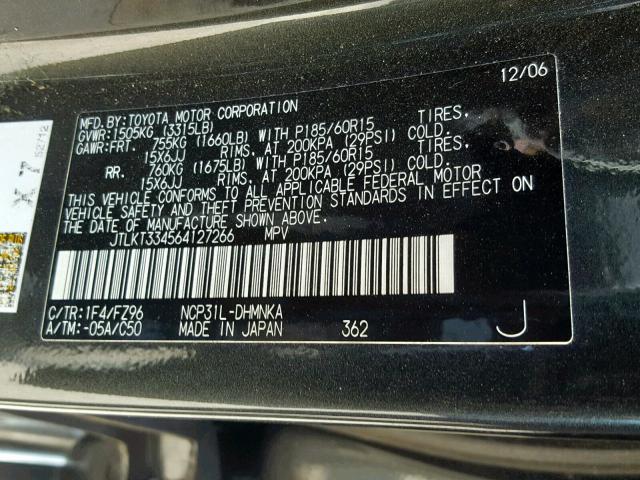 12/06
MFD.BY:TOYOTA MOTOR CORPORATION
GVWR:1505KG (3315LB)
GAWR:FRT. 755KG (1660LB) WITH P185/60R15 TIRES,
15X6JJ RIMS, AT 200KPA (29PSI) COLD.
RR. 760KG (1675LB) WITH P185/60R15 TIRES,
15X6JJ RIMS, AT 200KPA (29PSI) COLD.
THIS VEHICLE CONFORMS TO ALL APPLICABLE FEDERAL MOTOR
VEHICLE SAFETY AND THEFT PREVENTION STANDARDS IN EFFECT ON
THE DATE OF MANUFACTURE SHOWN ABOVE.
JTLKT334564127266 MPV
C/TR:1F4/FZ96 NCP31L-DHMNKA
A/TM:-05A/C50 MADE IN JAPAN 362 J